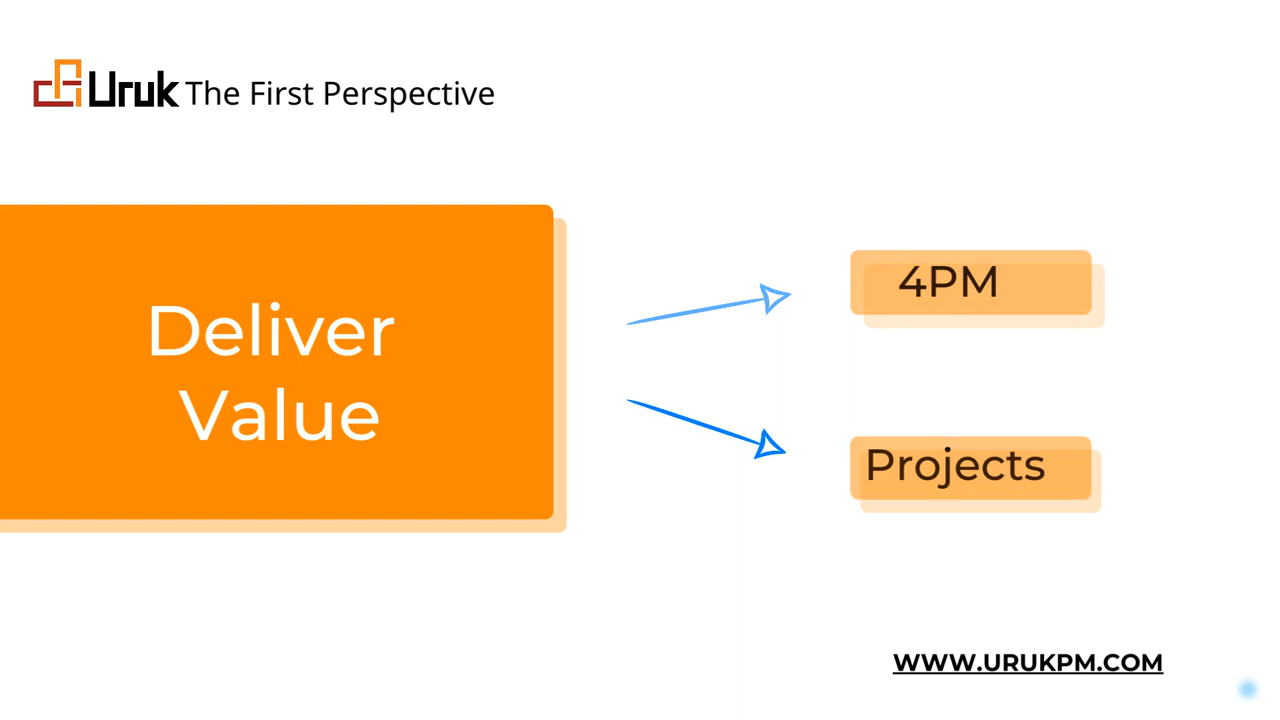 Uruk The First Perspective
Deliver
Value
4PM
Projects
WWW.URUKPM.COM